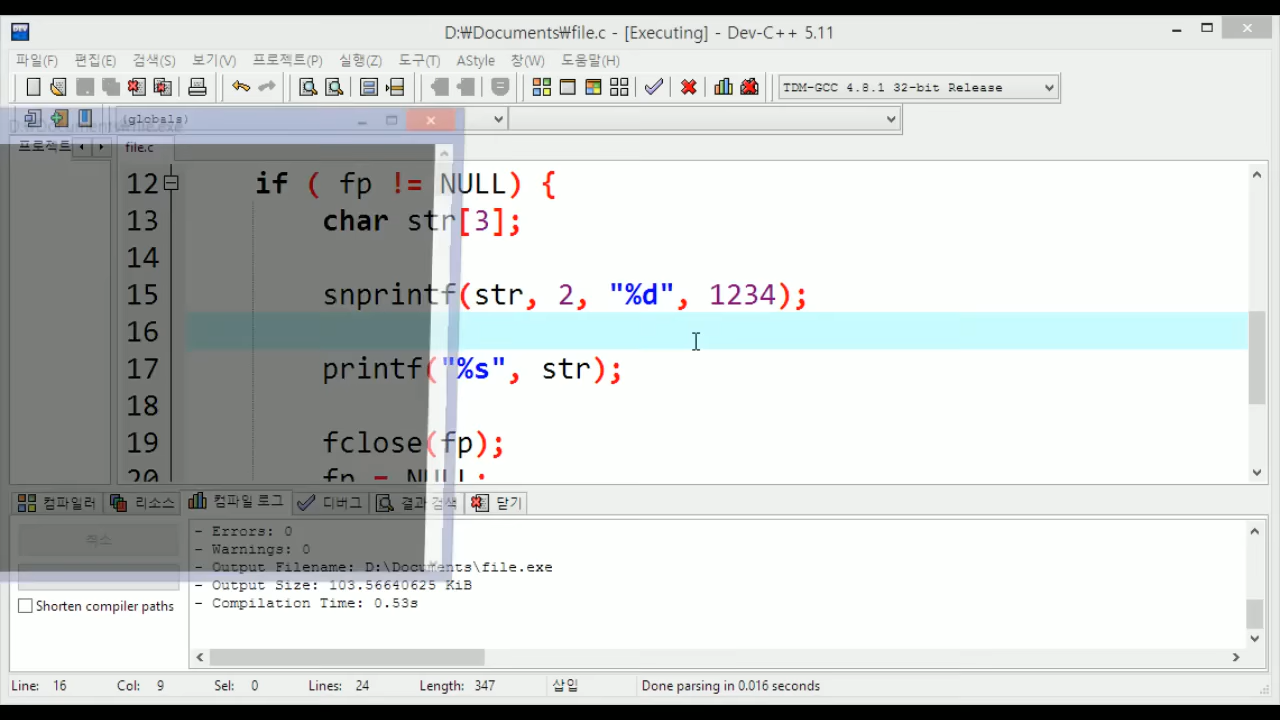 D:\Documents\file.c - [Executing] - Dev-C++ 5.11
파일(F) 편집(E) 검색(S) 보기(V) 프로젝트(P) 실행(Z) 도구(T) AStyle 창(W) 도움말(H)
TDM-GCC 4.8.1 32-bit Release
(globals)
D:\Documents\file.exe
프로젝트 file.c
12 if ( fp != NULL) {
13 char str[3];
14
15 snprintf(str, 2, "%d", 1234);
16
17 printf("%s", str);
18
19 fclose(fp);
20 fp = NULL;
컴파일러 리소스 컴파일 로그 디버그 결과 검색 닫기
취소
- Errors: 0
- Warnings: 0
- Output Filename: D:\Documents\file.exe
- Output Size: 103.56640625 KiB
- Compilation Time: 0.53s
Shorten compiler paths
Line: 16 Col: 9 Sel: 0 Lines: 24 Length: 347 삽입 Done parsing in 0.016 seconds